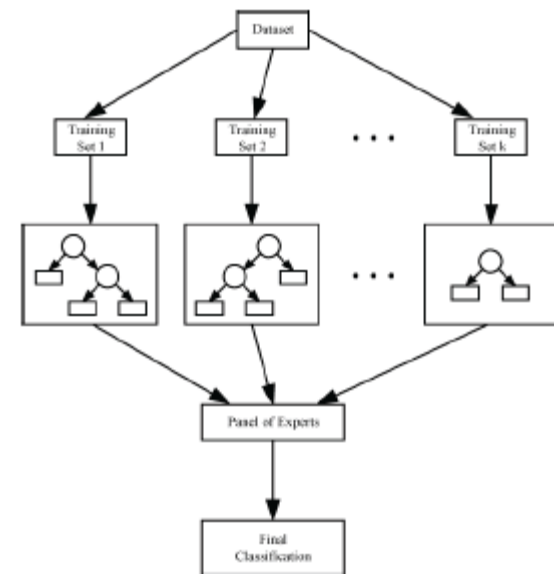 Dataset
Training
Set 1
Training
Set 2
Training
Set k
Panel of Experts
Final
Classification